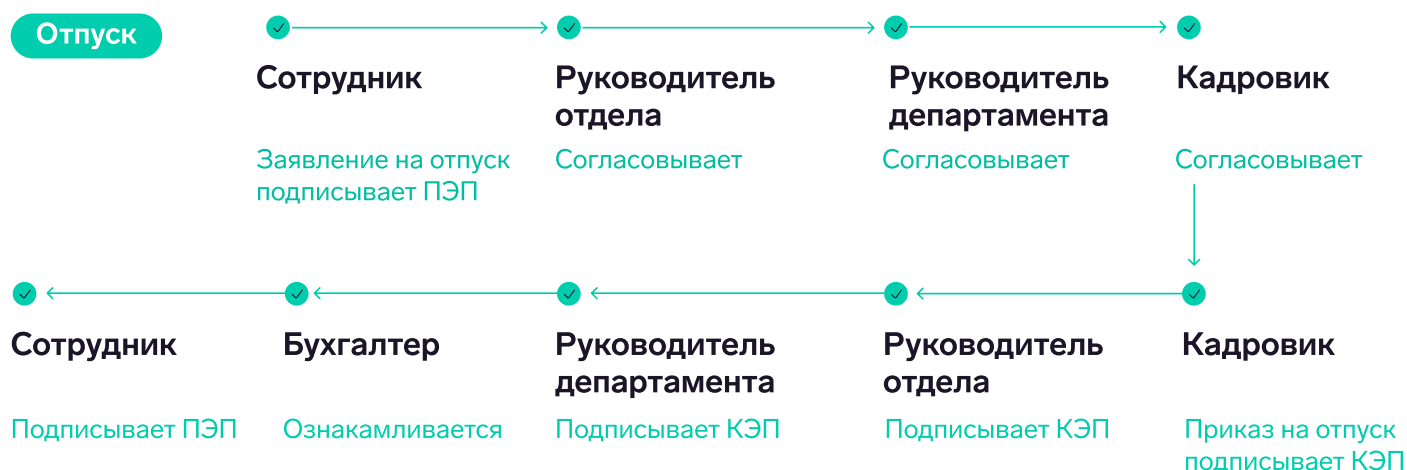 Отпуск
Сотрудник
Руководитель
отдела
Руководитель
департамента
Кадровик
Заявление на отпуск
подписывает ПЭП
Согласовывает
Согласовывает
Согласовывает
Сотрудник
Бухгалтер
Руководитель
департамента
Руководитель
отдела
Кадровик
Подписывает ПЭП
Ознакамливается
Подписывает КЭП
Подписывает КЭП
Приказ на отпуск
подписывает КЭП